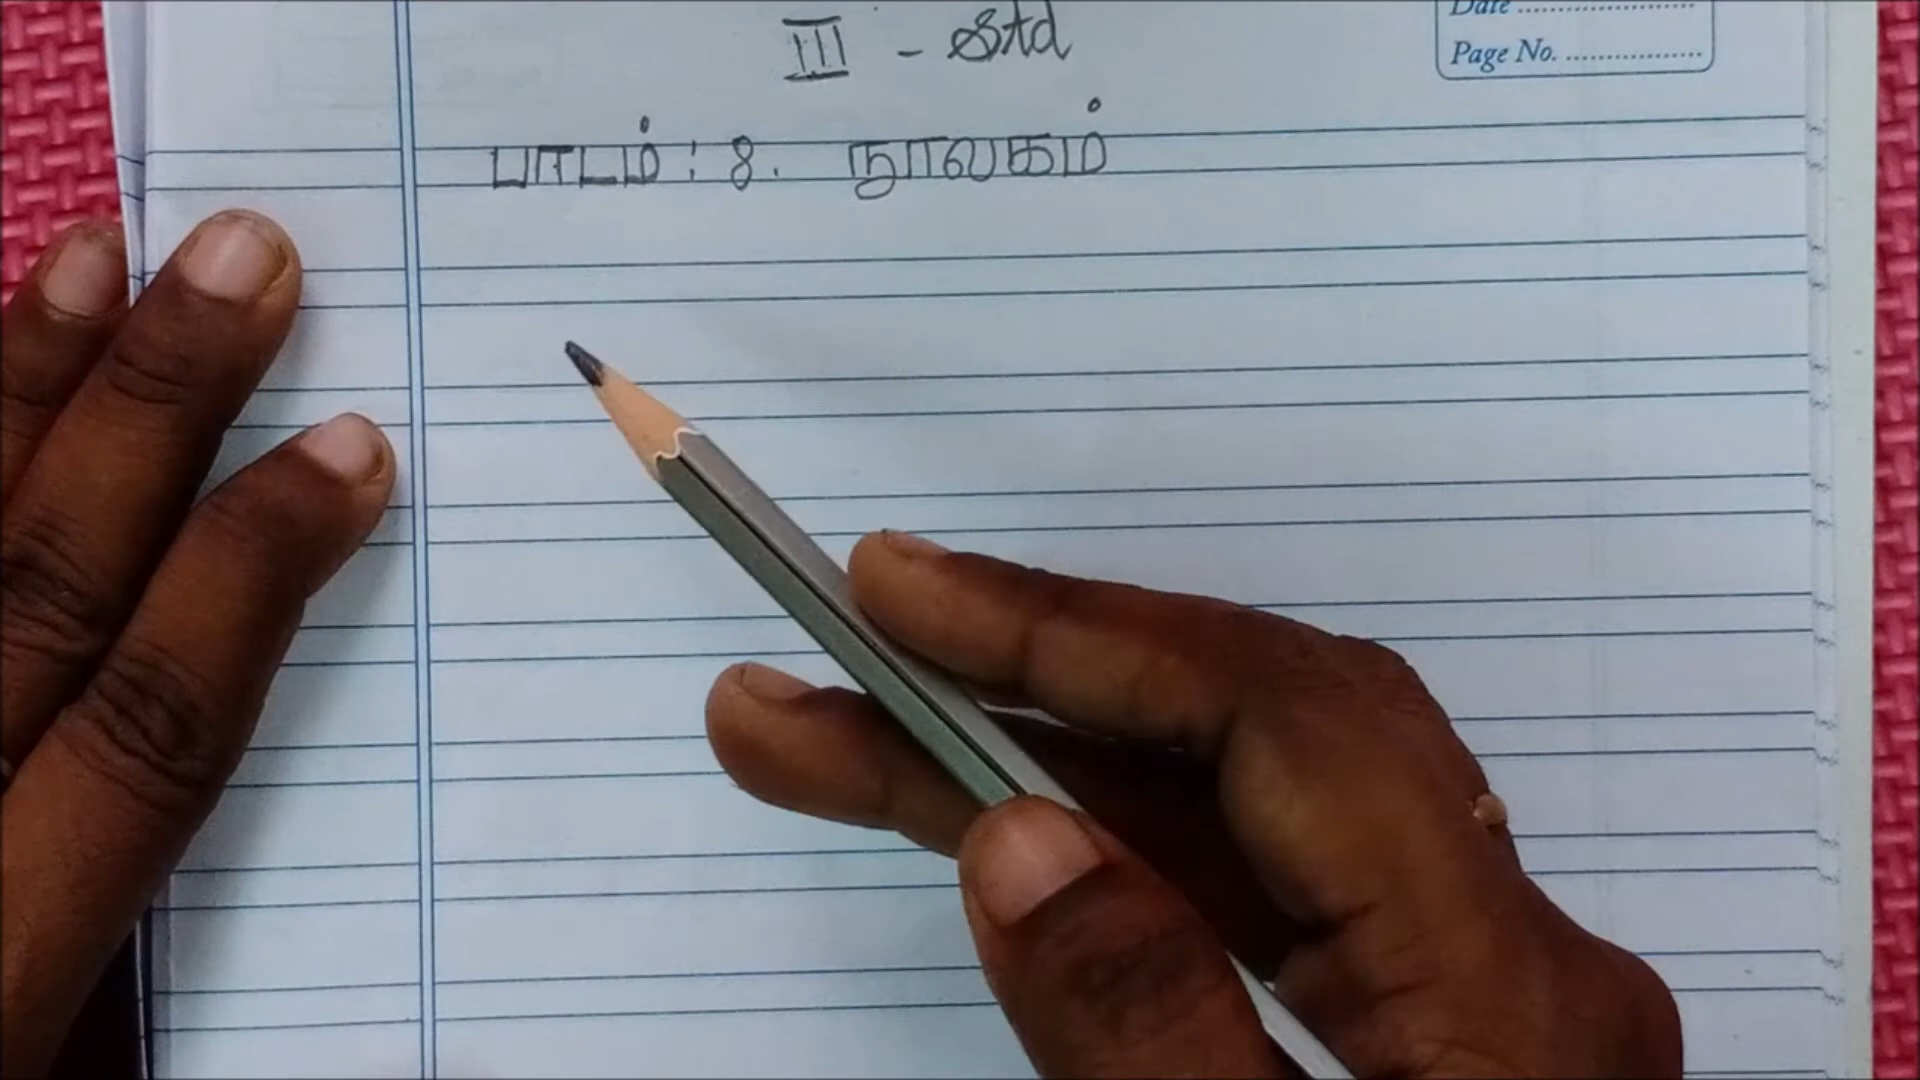 III - Std
Date
Page No.
பாடம் : 8. நூலகம்